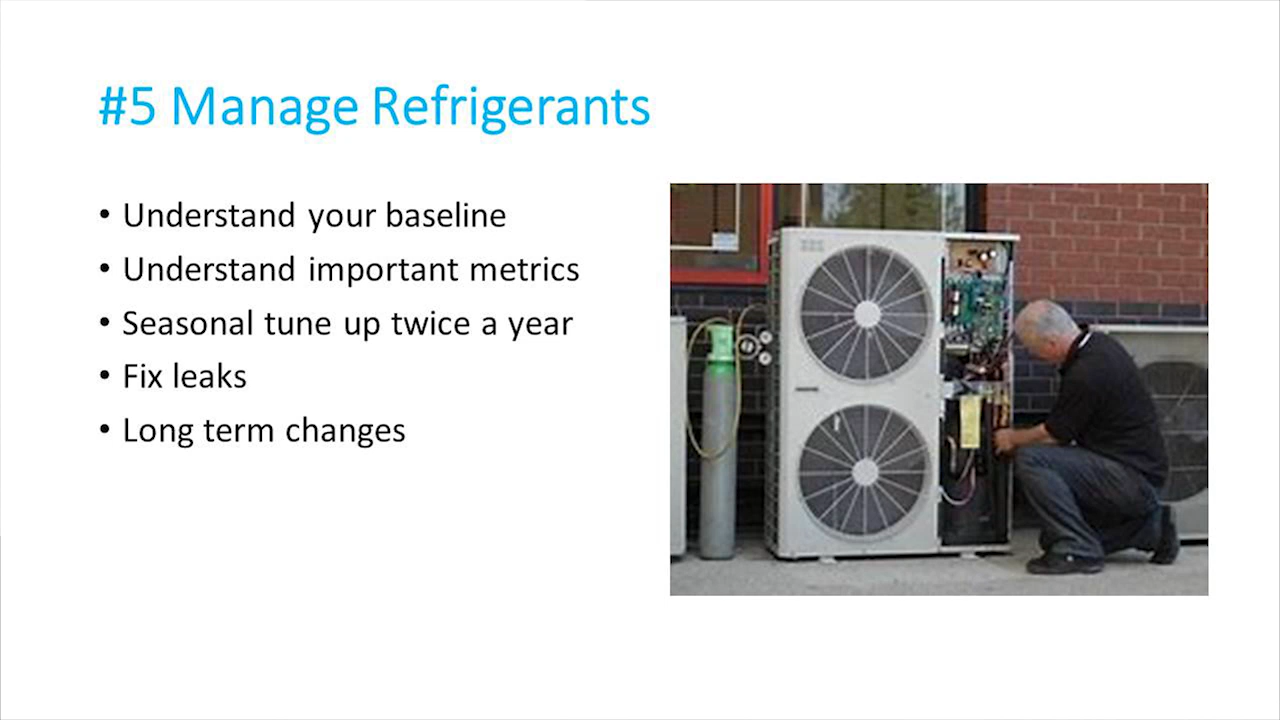 #5 Manage Refrigerants
• Understand your baseline
• Understand important metrics
• Seasonal tune up twice a year
• Fix leaks
• Long term changes